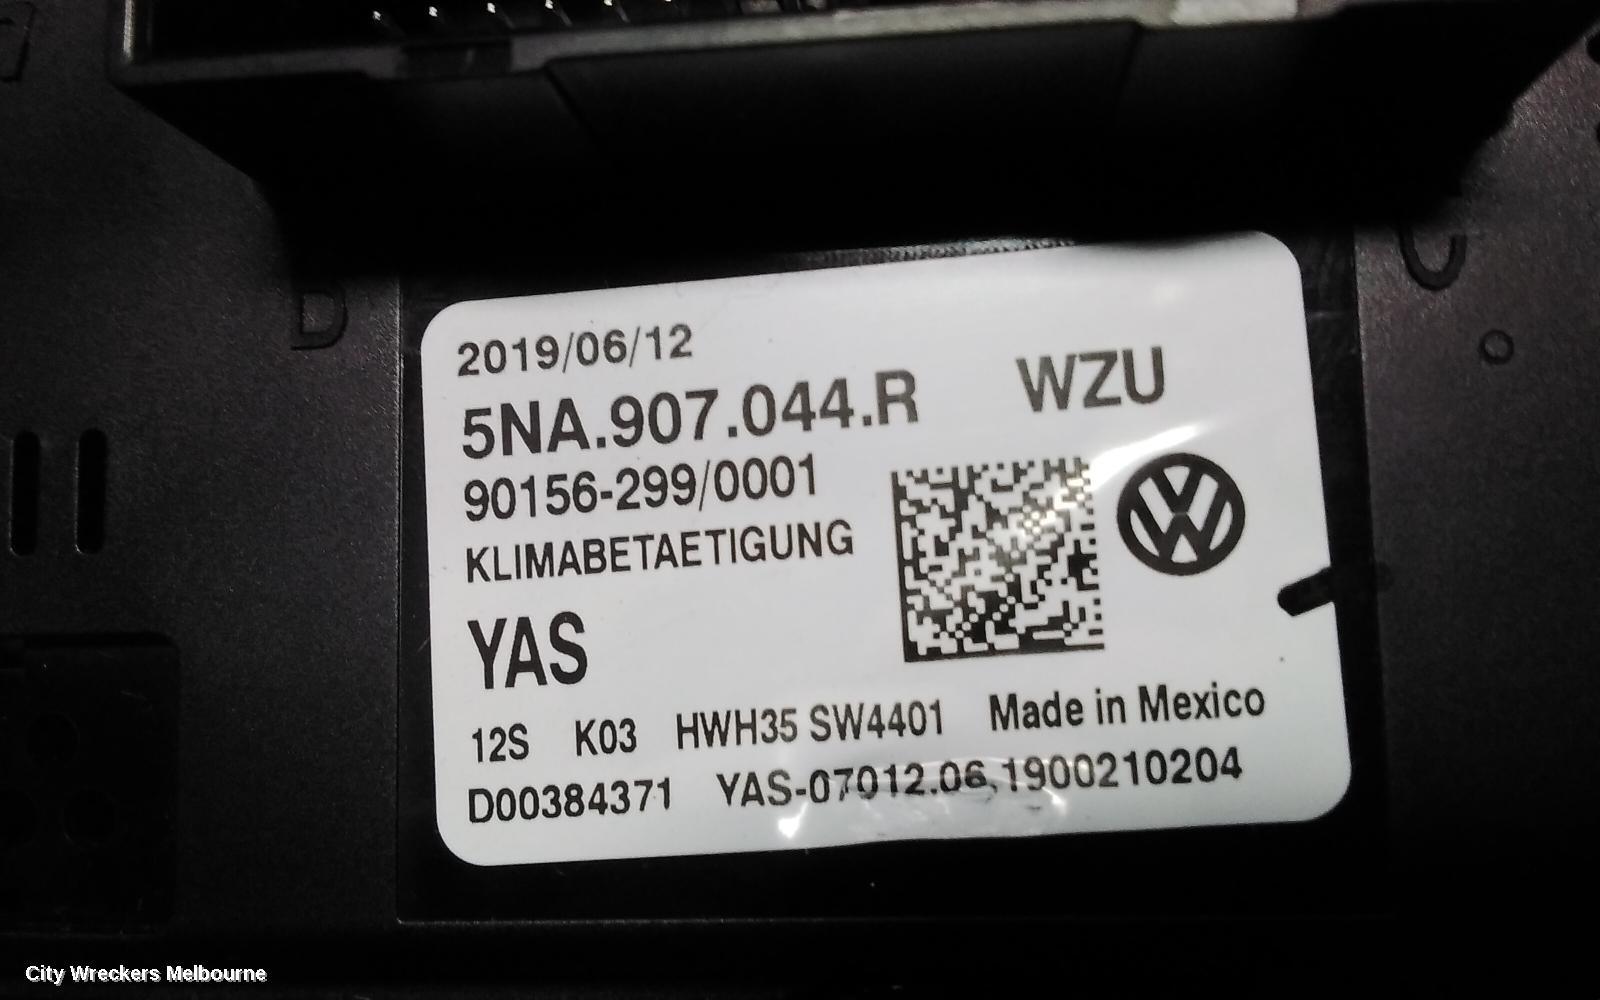 D
2019/06/12
5NA.907.044.R WZU
90156-299/0001
KLIMABETAETIGUNG
YAS
12S K03 HWH35 SW4401 Made in Mexico
D00384371 YAS-07012.06.1900210204
City Wreckers Melbourne